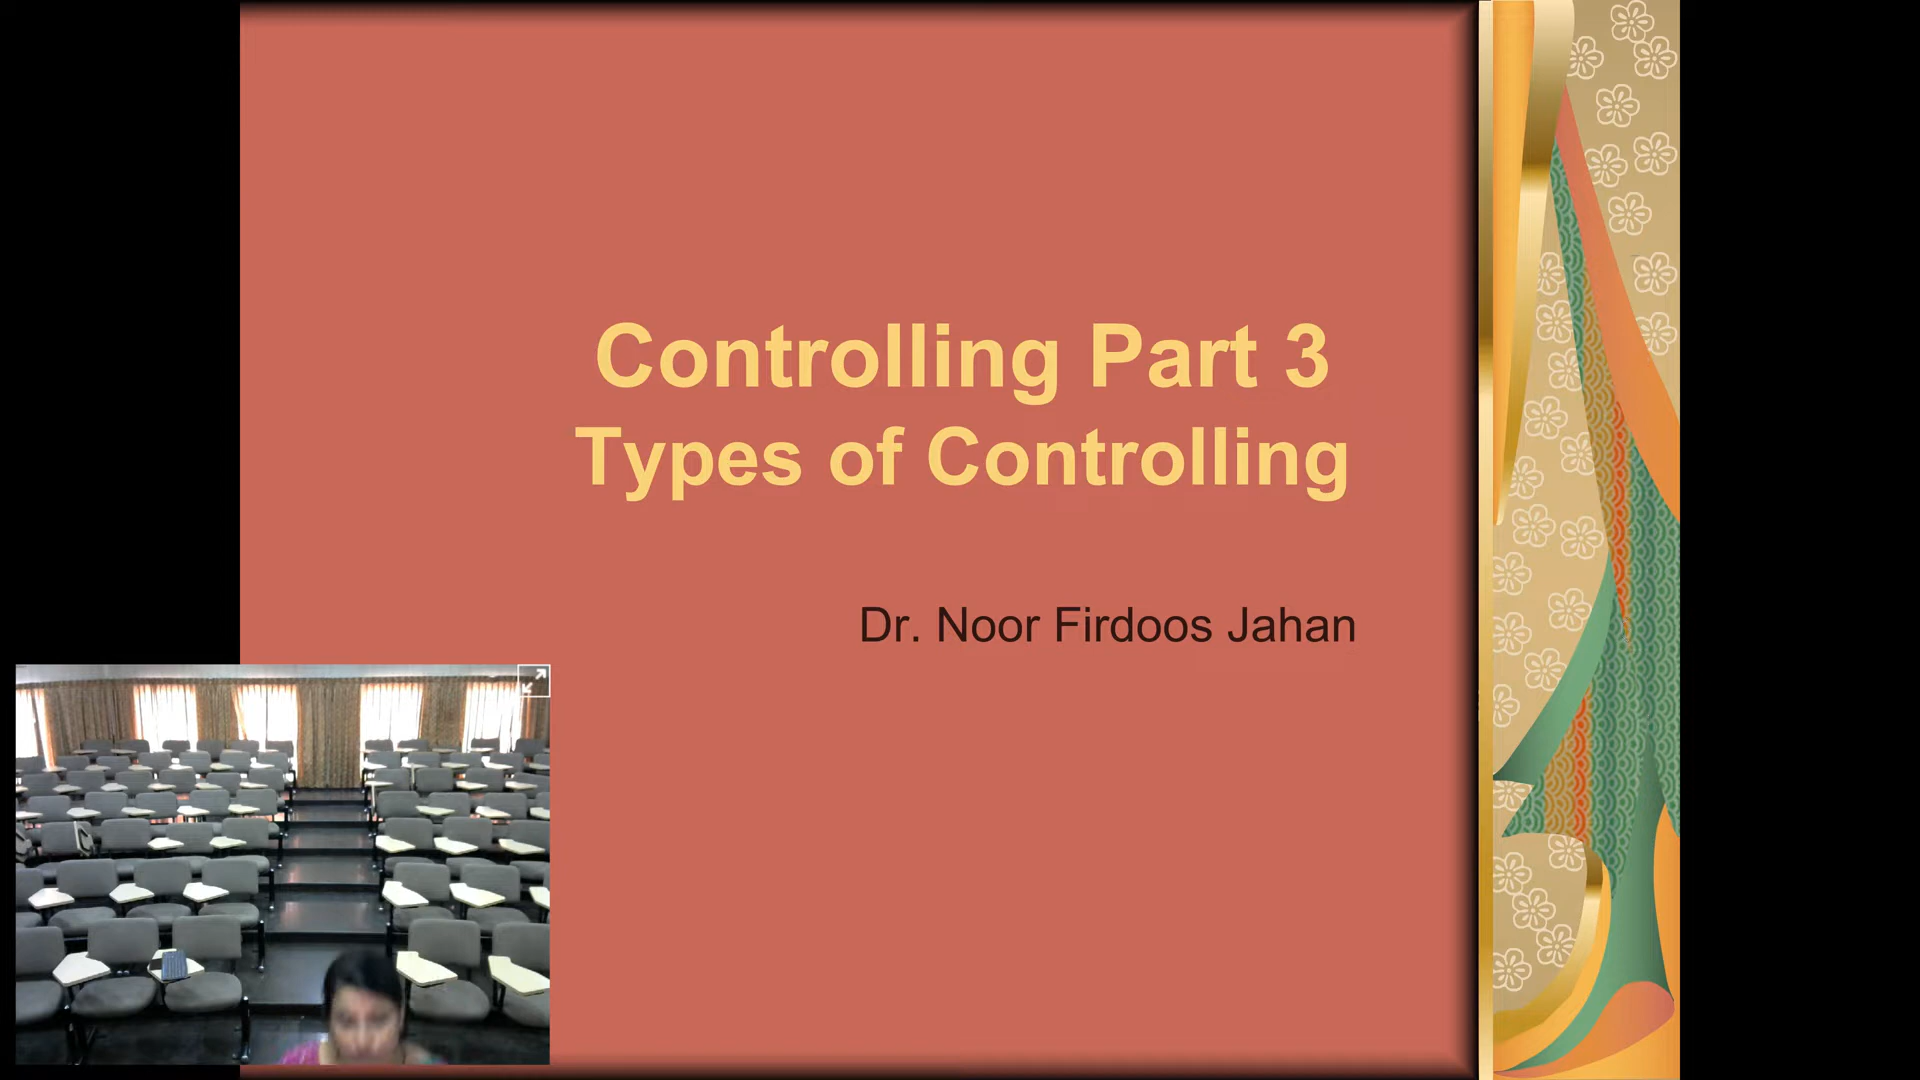 Controlling Part 3
Types of Controlling
Dr. Noor Firdoos Jahan